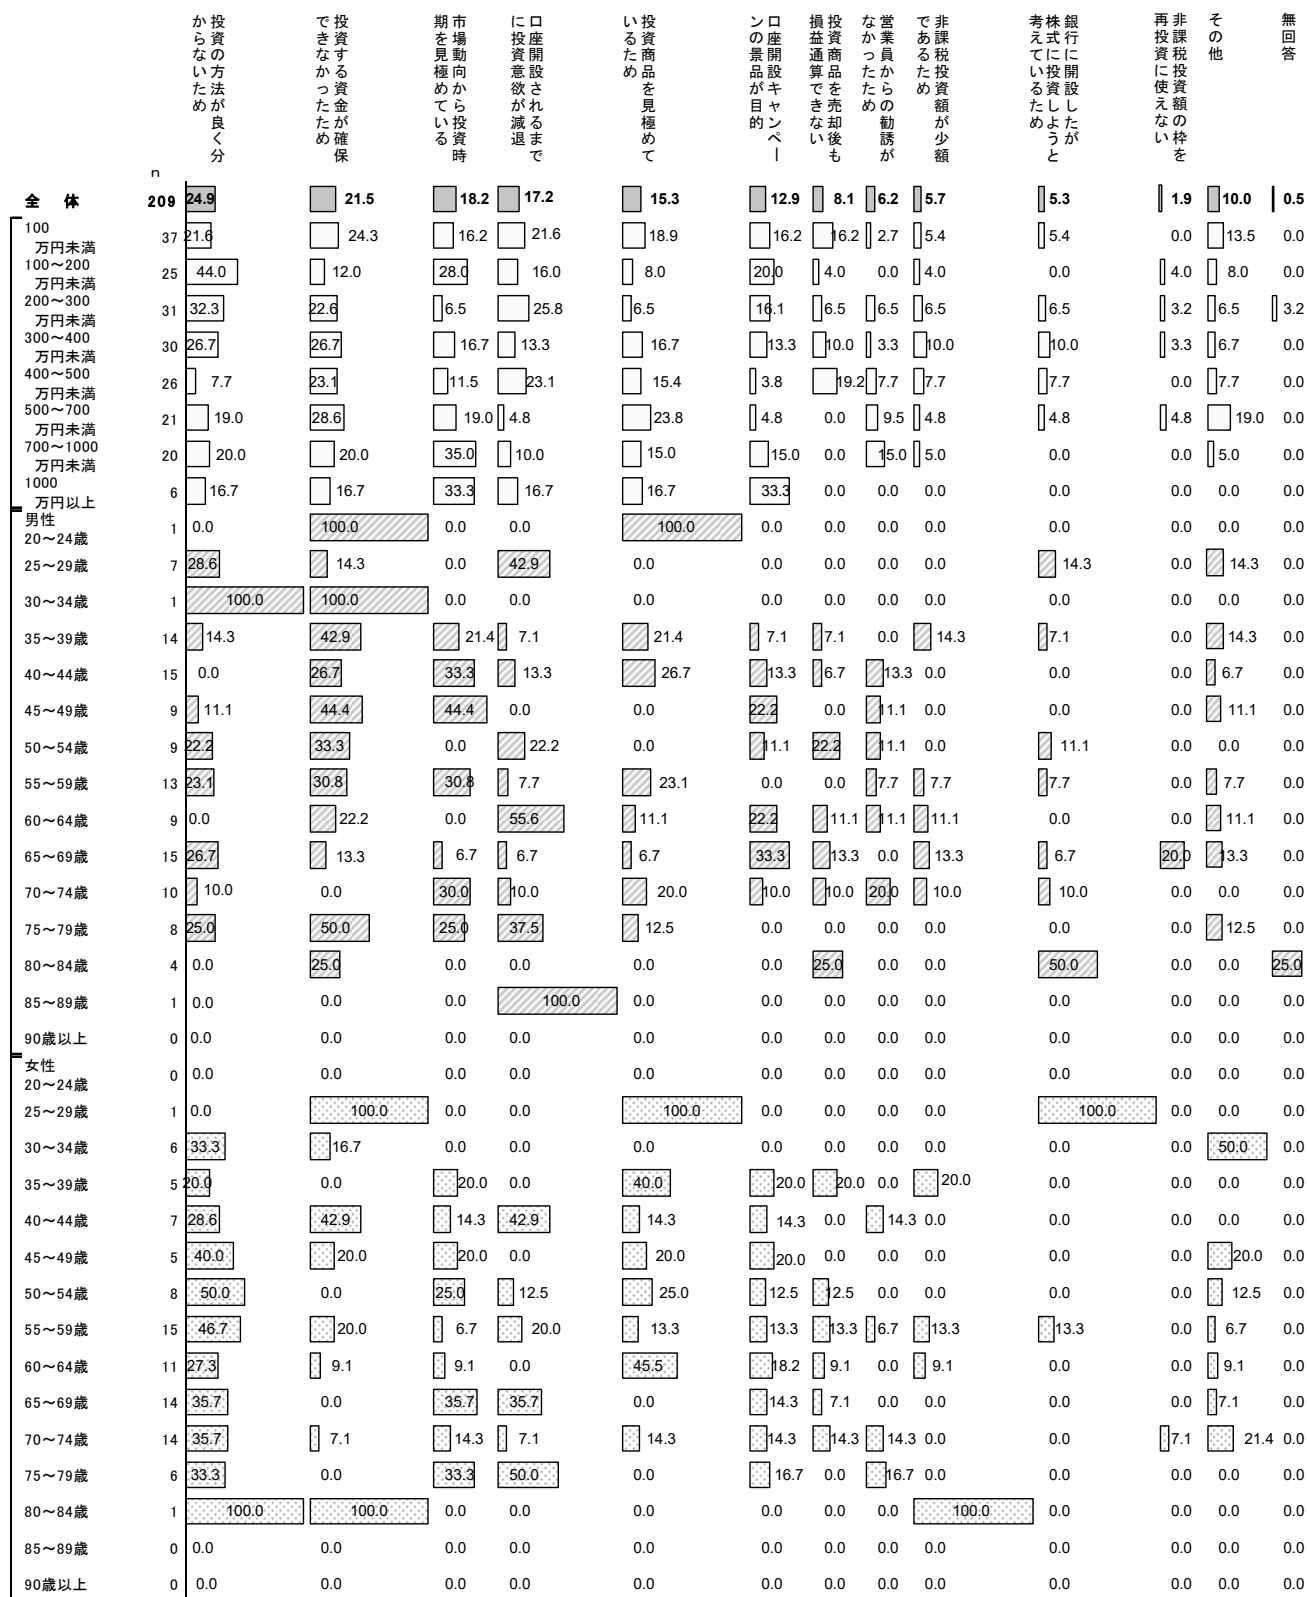 投資の方法が良く分
からないため
投資する資金が確保
できなかったため
市場動向から投資時
期を見極めている
口座開設されるまで
に投資意欲が減退
投資商品を見極めて
いるため
口座開設キャンペー
ンの景品が目的
投資商品を売却後も
損益通算できない
営業員からの勧誘が
なかったため
非課税投資額が少額
であるため
銀行に開設したが
株式に投資しようと
考えているため
非課税投資額の枠を
再投資に使えない
その他
無回答
n
全 体 209 24.9 21.5 18.2 17.2 15.3 12.9 8.1 6.2 5.7 5.3 1.9 10.0 0.5
100
万円未満 37 21.6 24.3 16.2 21.6 18.9 16.2 16.2 2.7 5.4 5.4 0.0 13.5 0.0
100～200
万円未満 25 44.0 12.0 28.0 16.0 8.0 20.0 4.0 0.0 4.0 0.0 4.0 8.0 0.0
200～300
万円未満 31 32.3 22.6 6.5 25.8 6.5 16.1 6.5 6.5 6.5 6.5 3.2 6.5 3.2
300～400
万円未満 30 26.7 26.7 16.7 13.3 16.7 13.3 10.0 3.3 10.0 10.0 3.3 6.7 0.0
400～500
万円未満 26 7.7 23.1 11.5 23.1 15.4 3.8 19.2 7.7 7.7 7.7 0.0 7.7 0.0
500～700
万円未満 21 19.0 28.6 19.0 4.8 23.8 4.8 0.0 9.5 4.8 4.8 4.8 19.0 0.0
700～1000
万円未満 20 20.0 20.0 35.0 10.0 15.0 15.0 0.0 15.0 5.0 0.0 0.0 5.0 0.0
1000
万円以上 6 16.7 16.7 33.3 16.7 16.7 33.3 0.0 0.0 0.0 0.0 0.0 0.0 0.0
男性
20～24歳 1 0.0 100.0 0.0 0.0 100.0 0.0 0.0 0.0 0.0 0.0 0.0 0.0 0.0
25～29歳 7 28.6 14.3 0.0 42.9 0.0 0.0 0.0 0.0 0.0 14.3 0.0 14.3 0.0
30～34歳 1 100.0 100.0 0.0 0.0 0.0 0.0 0.0 0.0 0.0 0.0 0.0 0.0 0.0
35～39歳 14 14.3 42.9 21.4 7.1 21.4 7.1 7.1 0.0 14.3 7.1 0.0 14.3 0.0
40～44歳 15 0.0 26.7 33.3 13.3 26.7 13.3 6.7 13.3 0.0 0.0 0.0 6.7 0.0
45～49歳 9 11.1 44.4 44.4 0.0 0.0 22.2 0.0 11.1 0.0 0.0 0.0 11.1 0.0
50～54歳 9 22.2 33.3 0.0 22.2 0.0 11.1 22.2 11.1 0.0 11.1 0.0 0.0 0.0
55～59歳 13 23.1 30.8 30.8 7.7 23.1 0.0 0.0 7.7 7.7 7.7 0.0 7.7 0.0
60～64歳 9 0.0 22.2 0.0 55.6 11.1 22.2 11.1 11.1 11.1 0.0 0.0 11.1 0.0
65～69歳 15 26.7 13.3 6.7 6.7 6.7 33.3 13.3 0.0 13.3 6.7 20.0 13.3 0.0
70～74歳 10 10.0 0.0 30.0 10.0 20.0 10.0 10.0 20.0 10.0 10.0 0.0 0.0 0.0
75～79歳 8 25.0 50.0 25.0 37.5 12.5 0.0 0.0 0.0 0.0 0.0 0.0 12.5 0.0
80～84歳 4 0.0 25.0 0.0 0.0 0.0 0.0 25.0 0.0 0.0 50.0 0.0 0.0 25.0
85～89歳 1 0.0 0.0 0.0 100.0 0.0 0.0 0.0 0.0 0.0 0.0 0.0 0.0 0.0
90歳以上 0 0.0 0.0 0.0 0.0 0.0 0.0 0.0 0.0 0.0 0.0 0.0 0.0 0.0
女性
20～24歳 0 0.0 0.0 0.0 0.0 0.0 0.0 0.0 0.0 0.0 0.0 0.0 0.0 0.0
25～29歳 1 0.0 100.0 0.0 0.0 100.0 0.0 0.0 0.0 0.0 100.0 0.0 0.0 0.0
30～34歳 6 33.3 16.7 0.0 0.0 0.0 0.0 0.0 0.0 0.0 0.0 0.0 50.0 0.0
35～39歳 5 20.0 0.0 20.0 0.0 40.0 20.0 20.0 0.0 20.0 0.0 0.0 0.0 0.0
40～44歳 7 28.6 42.9 14.3 42.9 14.3 14.3 0.0 14.3 0.0 0.0 0.0 0.0 0.0
45～49歳 5 40.0 20.0 20.0 0.0 20.0 20.0 0.0 0.0 0.0 0.0 0.0 20.0 0.0
50～54歳 8 50.0 0.0 25.0 12.5 25.0 12.5 12.5 0.0 0.0 0.0 0.0 12.5 0.0
55～59歳 15 46.7 20.0 6.7 20.0 13.3 13.3 13.3 6.7 13.3 13.3 0.0 6.7 0.0
60～64歳 11 27.3 9.1 9.1 0.0 45.5 18.2 9.1 0.0 9.1 0.0 0.0 9.1 0.0
65～69歳 14 35.7 0.0 35.7 35.7 0.0 14.3 7.1 0.0 0.0 0.0 0.0 7.1 0.0
70～74歳 14 35.7 7.1 14.3 7.1 14.3 14.3 14.3 14.3 0.0 0.0 7.1 21.4 0.0
75～79歳 6 33.3 0.0 33.3 50.0 0.0 16.7 0.0 16.7 0.0 0.0 0.0 0.0 0.0
80～84歳 1 100.0 100.0 0.0 0.0 0.0 0.0 0.0 0.0 100.0 0.0 0.0 0.0 0.0
85～89歳 0 0.0 0.0 0.0 0.0 0.0 0.0 0.0 0.0 0.0 0.0 0.0 0.0 0.0
90歳以上 0 0.0 0.0 0.0 0.0 0.0 0.0 0.0 0.0 0.0 0.0 0.0 0.0 0.0